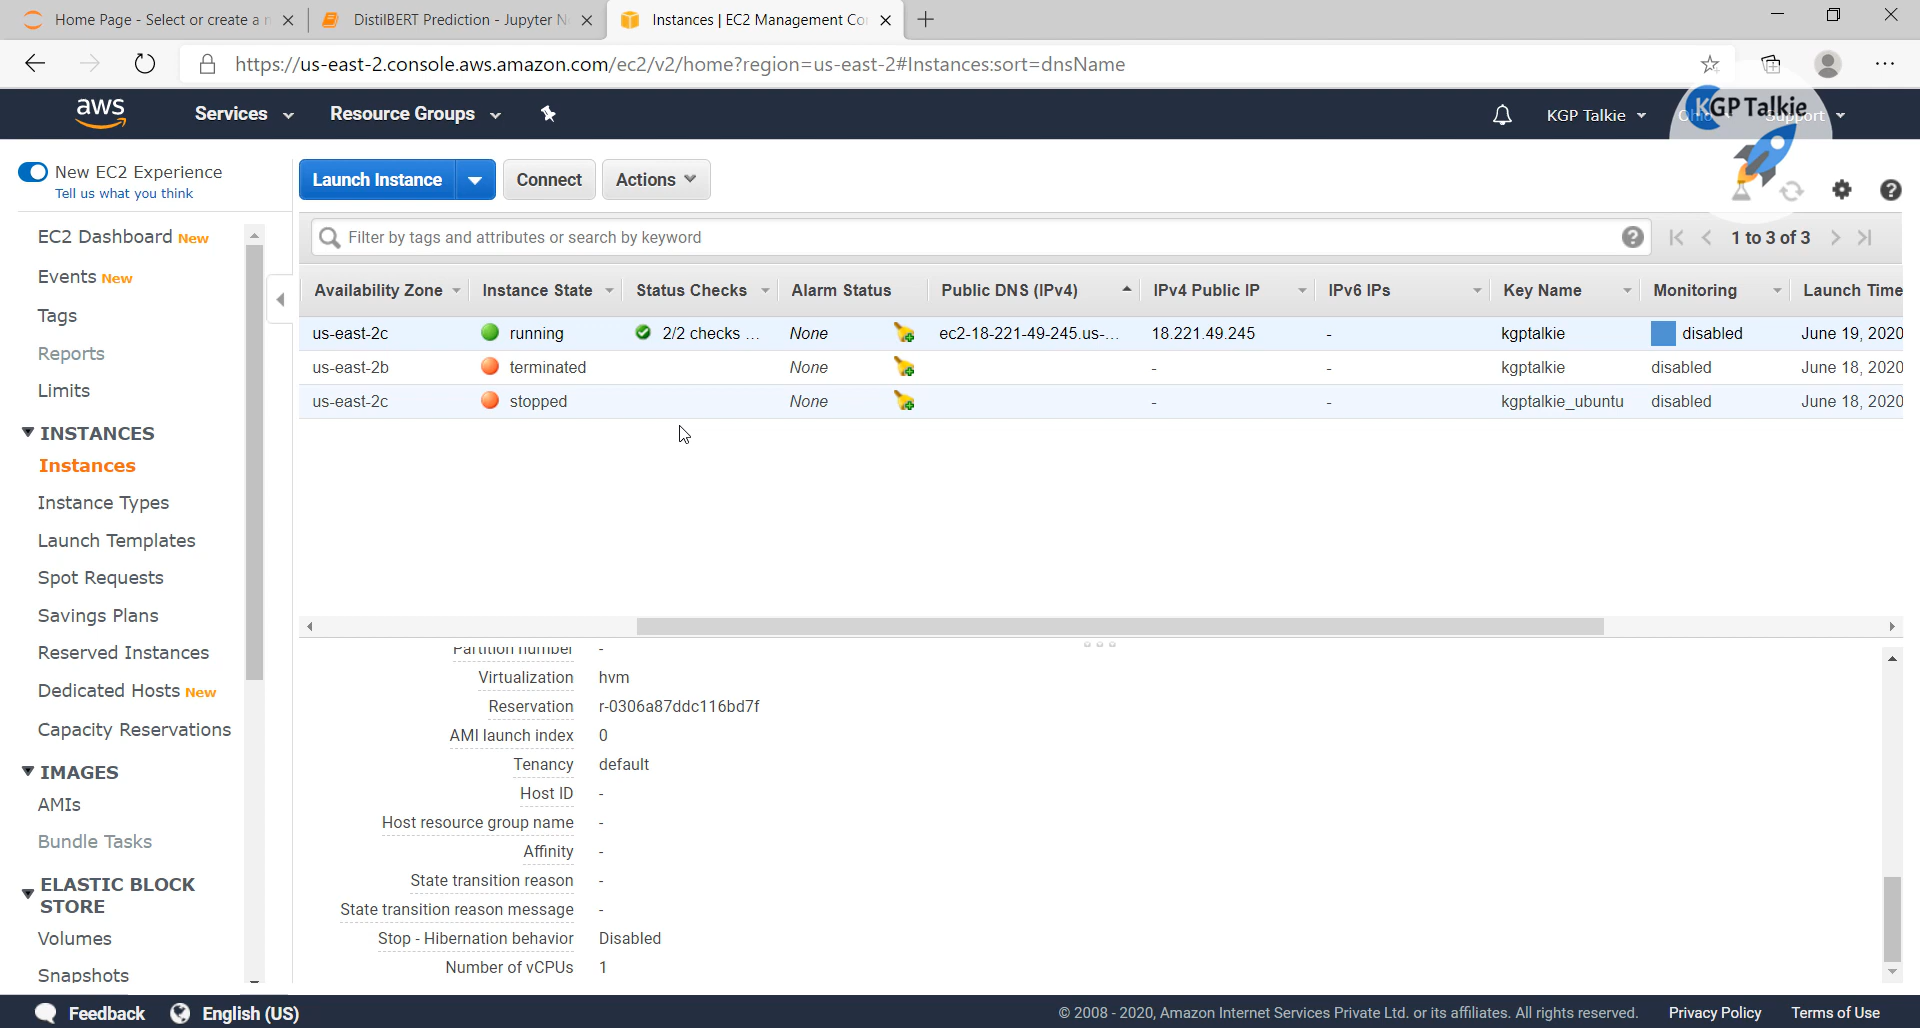 Home Page - Select or create a n
DistilBERT Prediction - Jupyter N
Instances | EC2 Management Co
https://us-east-2.console.aws.amazon.com/ec2/v2/home?region=us-east-2#Instances:sort=dnsName
aws
Services
Resource Groups
KGP Talkie
Ohio
Support
KGP Talkie
New EC2 Experience
Tell us what you think
Launch Instance
Connect
Actions
EC2 Dashboard New
Events New
Tags
Reports
Limits
INSTANCES
Instances
Instance Types
Launch Templates
Spot Requests
Savings Plans
Reserved Instances
Dedicated Hosts New
Capacity Reservations
IMAGES
AMIs
Bundle Tasks
ELASTIC BLOCK
STORE
Volumes
Snapshots
Filter by tags and attributes or search by keyword
1 to 3 of 3
Availability Zone Instance State Status Checks Alarm Status Public DNS (IPv4) IPv4 Public IP IPv6 IPs Key Name Monitoring Launch Time
us-east-2c running 2/2 checks ... None ec2-18-221-49-245.us-... 18.221.49.245 - kgptalkie disabled June 19, 2020
us-east-2b terminated None - - kgptalkie disabled June 18, 2020
us-east-2c stopped None - - kgptalkie_ubuntu disabled June 18, 2020
Partition number -
Virtualization hvm
Reservation r-0306a87ddc116bd7f
AMI launch index 0
Tenancy default
Host ID -
Host resource group name -
Affinity -
State transition reason -
State transition reason message -
Stop - Hibernation behavior Disabled
Number of vCPUs 1
Feedback
English (US)
© 2008 - 2020, Amazon Internet Services Private Ltd. or its affiliates. All rights reserved.
Privacy Policy
Terms of Use